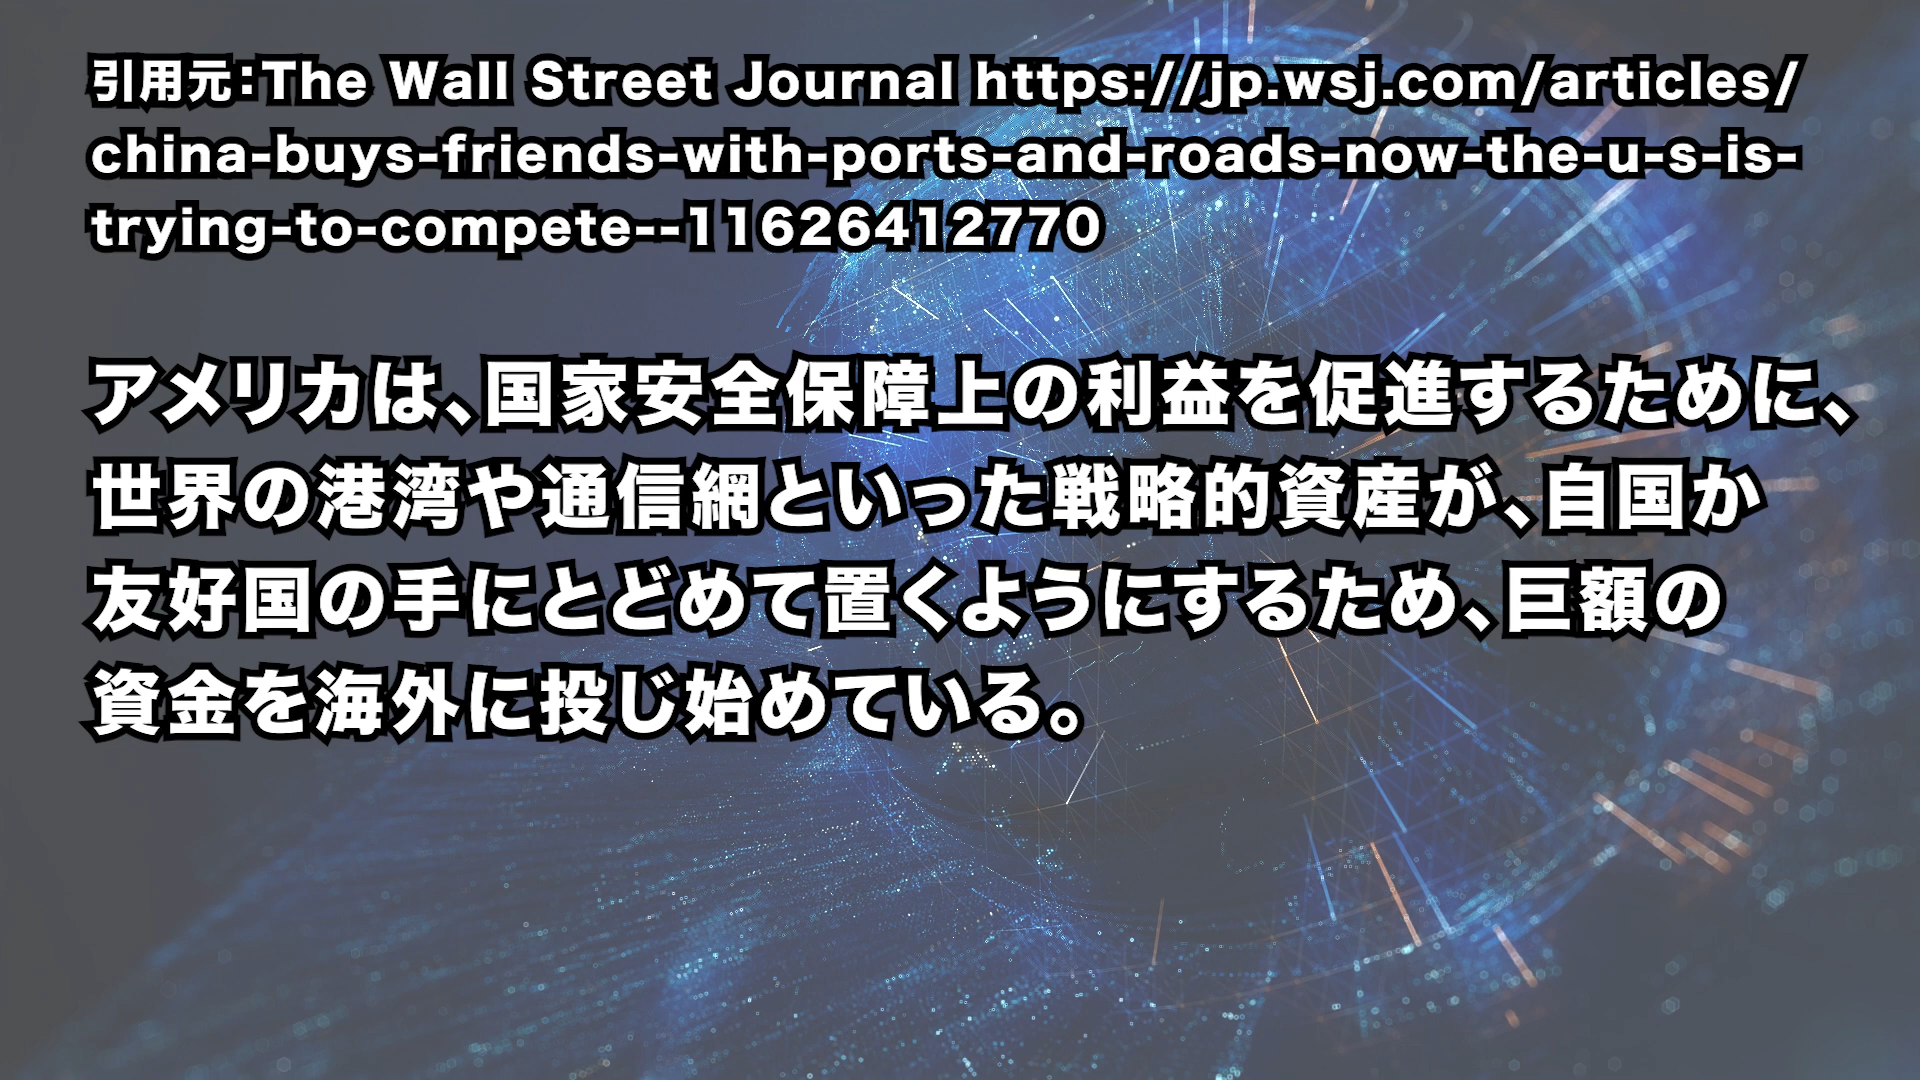 引用元：The Wall Street Journal https://jp.wsj.com/articles/
china-buys-friends-with-ports-and-roads-now-the-u-s-is-
trying-to-compete--11626412770
アメリカは、国家安全保障上の利益を促進するために、
世界の港湾や通信網といった戦略的資産が、自国か
友好国の手にとどめて置くようにするため、巨額の
資金を海外に投じ始めている。